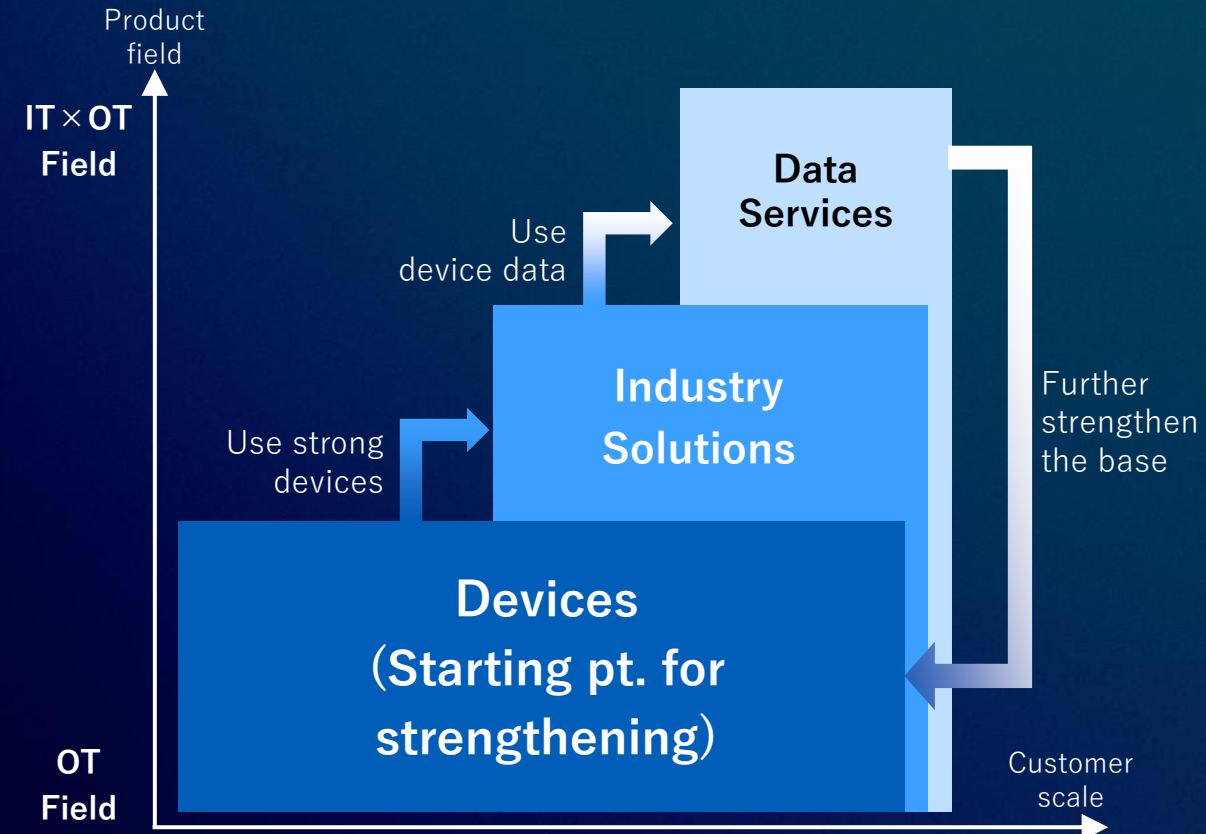 Product
field
IT×OT
Field
Data
Services
Use
device data
Industry
Solutions
Further
strengthen
the base
Use strong
devices
Devices
(Starting pt. for
strengthening)
OT
Field
Customer
scale